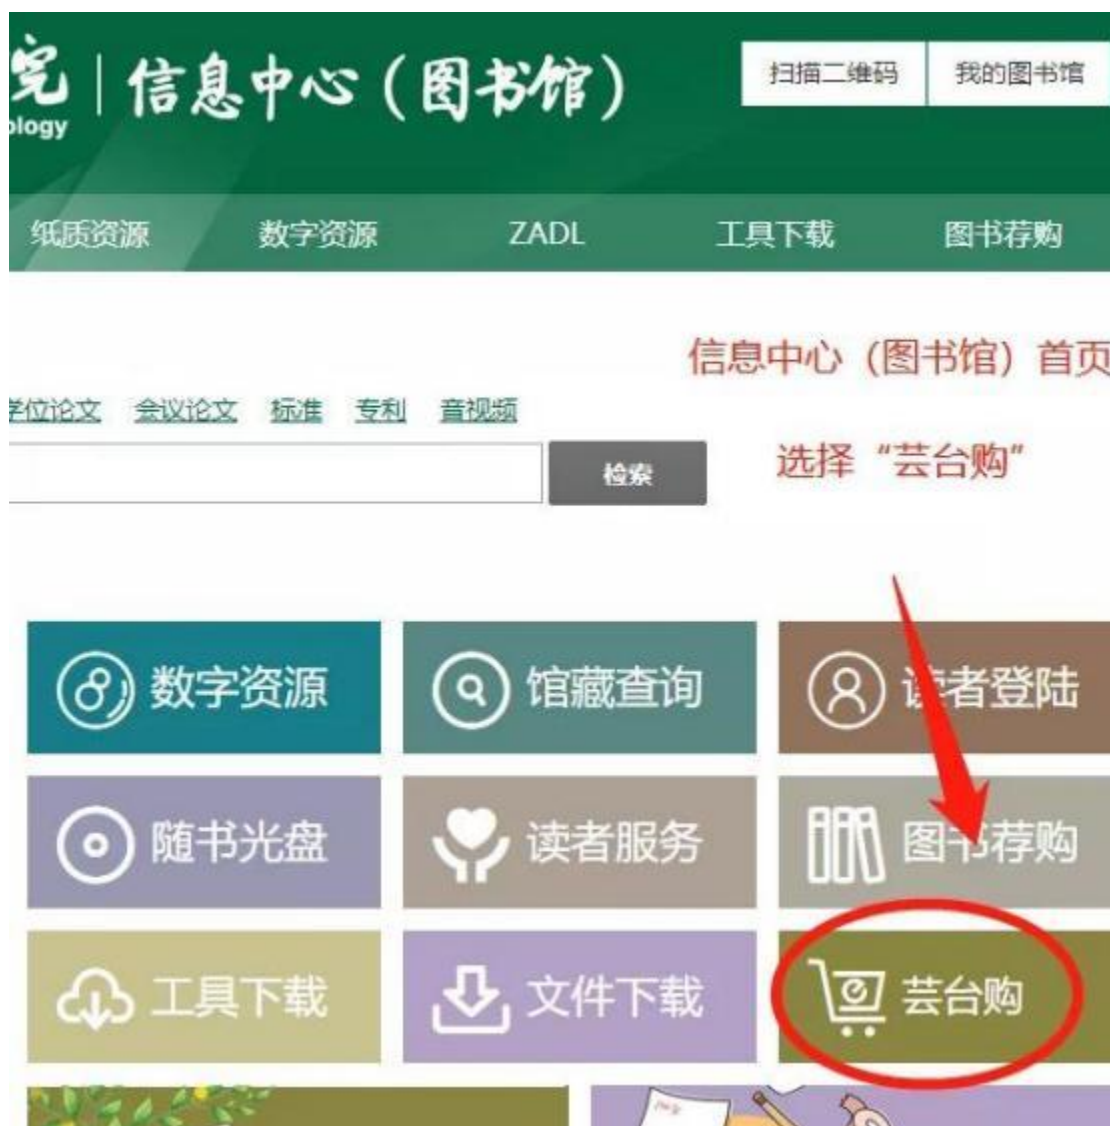 究 信息中心（图书馆） 扫描二维码 我的图书馆
ology
纸质资源 数字资源 ZADL 工具下载 图书荐购
信息中心（图书馆）首页
学位论文 会议论文 标准 专利 音视频
检索 选择“芸台购”
数字资源 馆藏查询 读者登陆
随书光盘 读者服务 图书荐购
工具下载 文件下载 芸台购